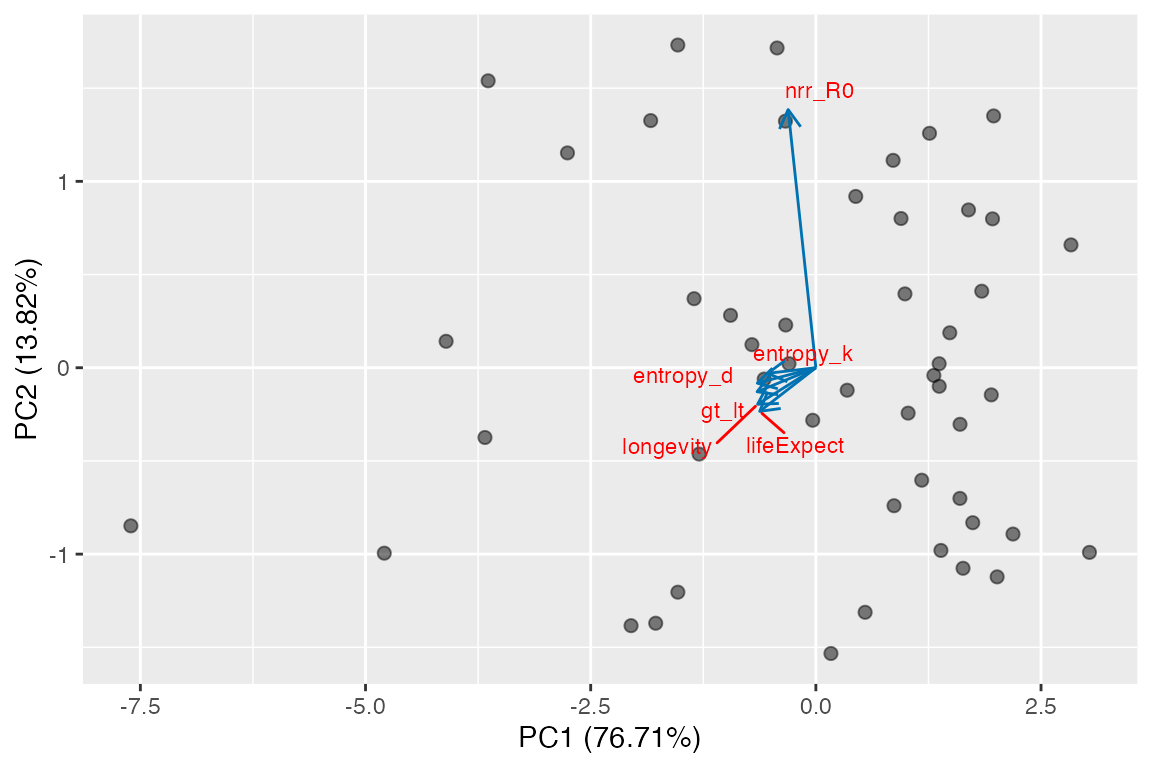 nrr_R0
1
entropy_k
0
entropy_d
gt_lt
longevity
lifeExpect
-1
-7.5
-5.0
-2.5
0.0
2.5
PC1 (76.71%)
PC2 (13.82%)